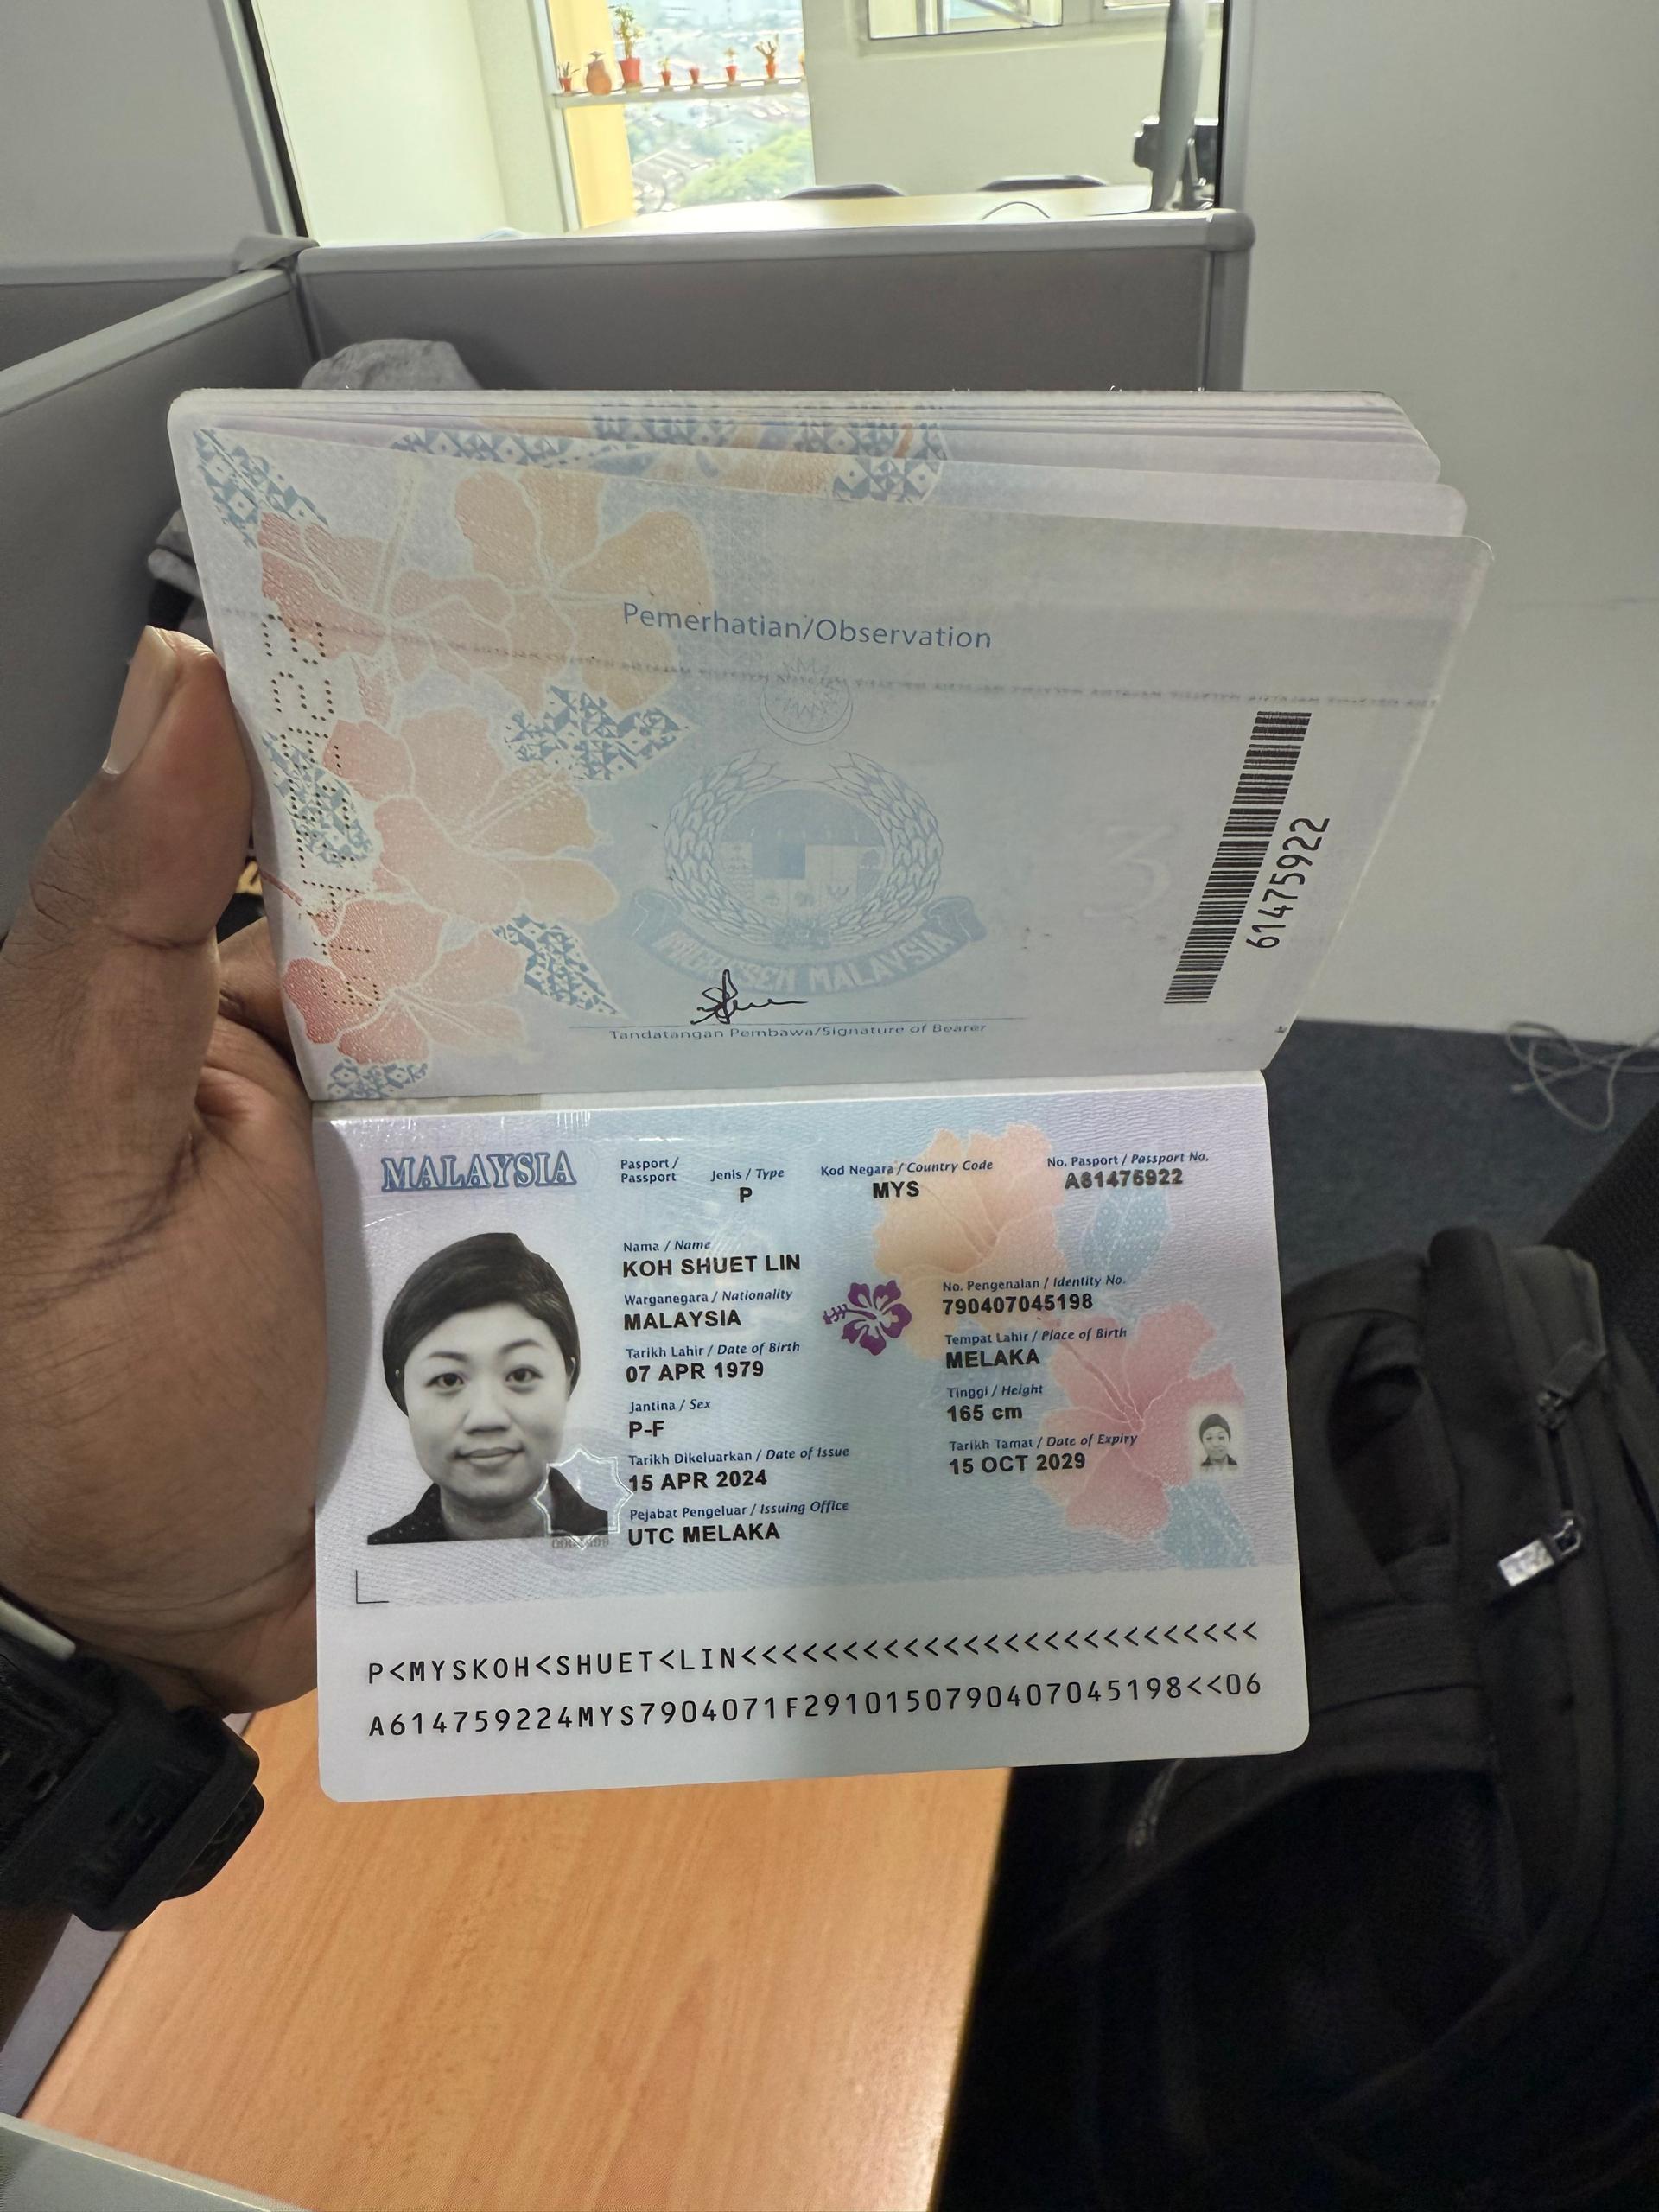 Pemerhatian/Observation
61475922
KERAJAAN MALAYSIA
Tandatangan Pembawa/Signature of Bearer
MALAYSIA
Pasport / Passport
Jenis / Type
P
Kod Negara / Country Code
MYS
No. Pasport / Passport No.
A61475922
Nama / Name
KOH SHUET LIN
Warganegara / Nationality
MALAYSIA
No. Pengenalan / Identity No.
790407045198
Tarikh Lahir / Date of Birth
07 APR 1979
Tempat Lahir / Place of Birth
MELAKA
Jantina / Sex
P-F
Tinggi / Height
165 cm
Tarikh Dikeluarkan / Date of Issue
15 APR 2024
Tarikh Tamat / Date of Expiry
15 OCT 2029
Pejabat Pengeluar / Issuing Office
UTC MELAKA
P<MYSKOH<SHUET<LIN<<<<<<<<<<<<<<<<<<<<<<<<<<
A614759224MYS7904071F2910150790407045198<<06